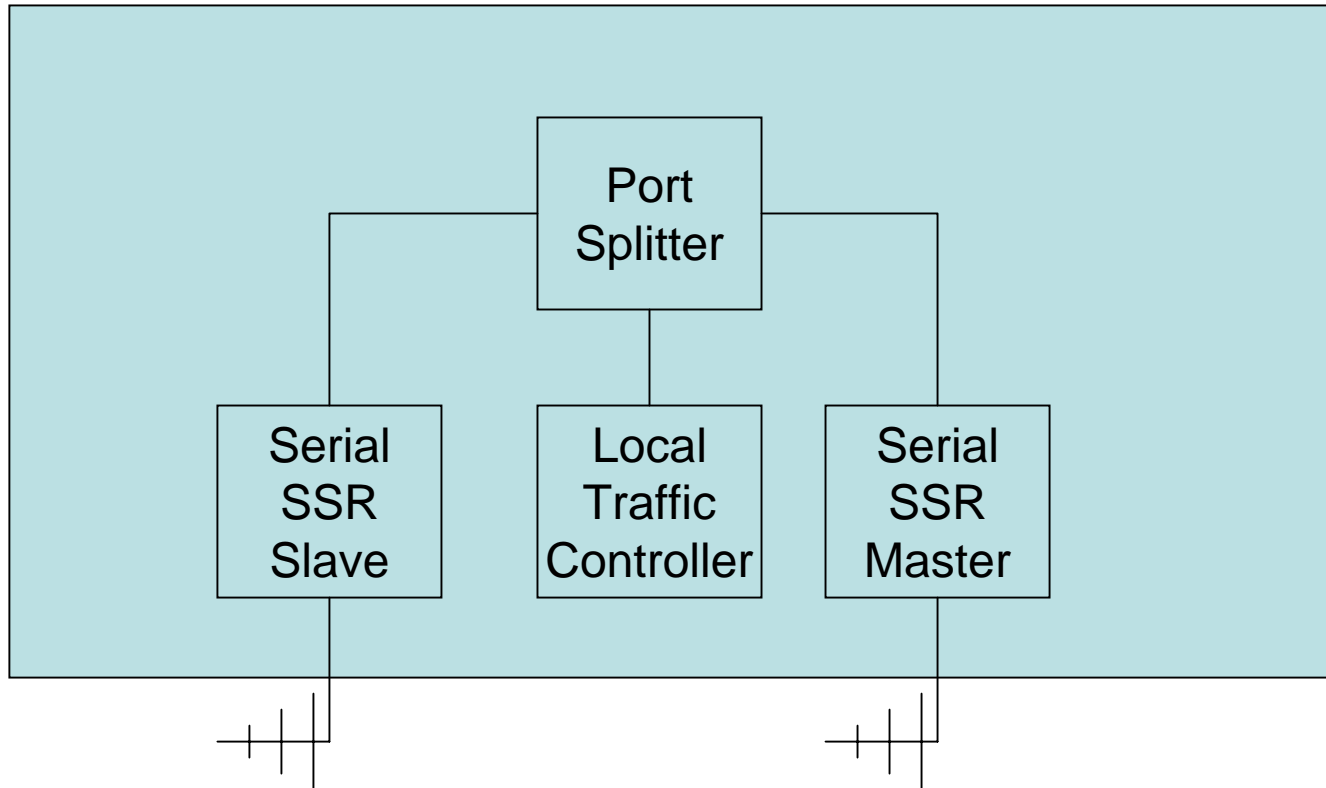 Port
Splitter
Serial
SSR
Slave
Local
Traffic
Controller
Serial
SSR
Master